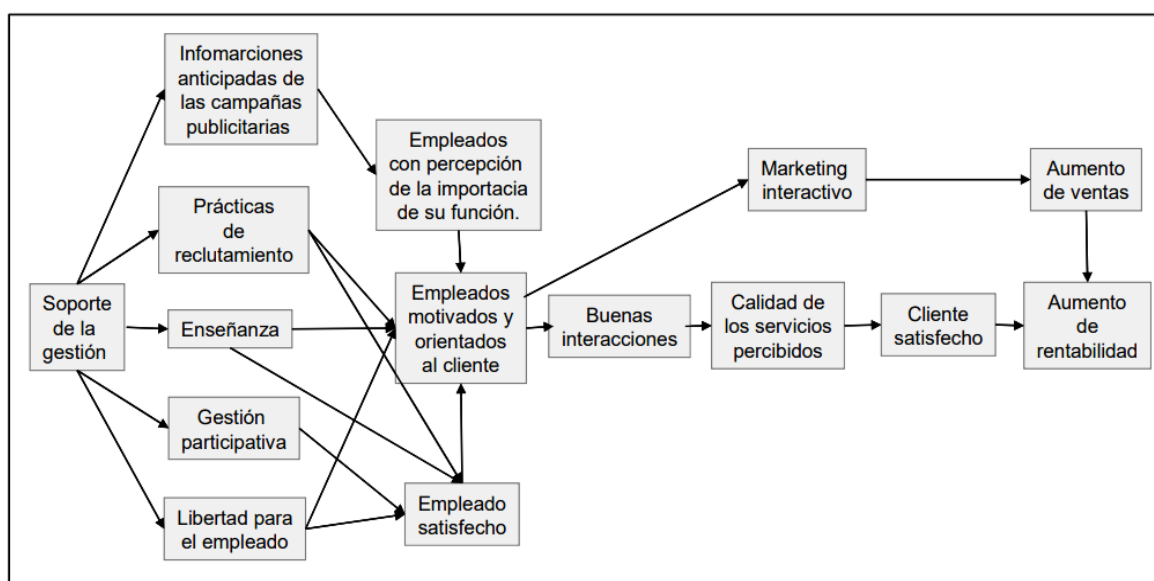 Infomarciones
anticipadas de
las campañas
publicitarias
Empleados
con percepción
de la importacia
de su función.
Marketing
interactivo
Aumento
de ventas
Prácticas
de
reclutamiento
Soporte
de la
gestión
Enseñanza
Empleados
motivados y
orientados
al cliente
Buenas
interacciones
Calidad de
los servicios
percibidos
Cliente
satisfecho
Aumento
de
rentabilidad
Gestión
participativa
Libertad para
el empleado
Empleado
satisfecho